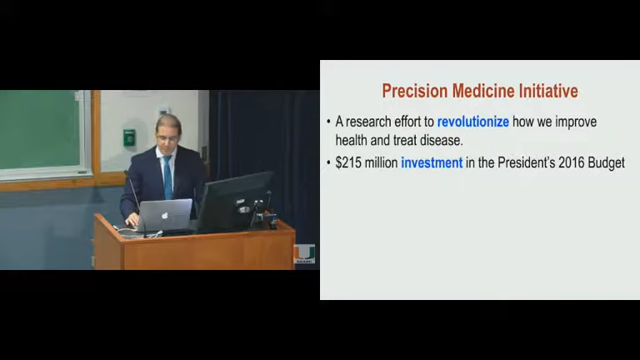 Precision Medicine Initiative
• A research effort to revolutionize how we improve
health and treat disease.
• $215 million investment in the President's 2016 Budget